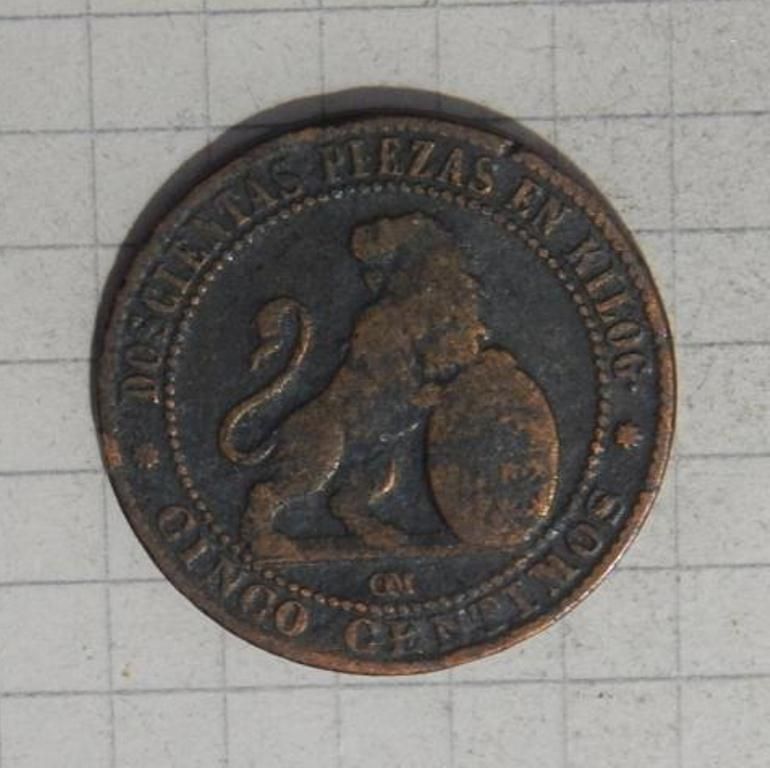 DOSCIENTAS PIEZAS EN KILOG.
OM
CINCO CENTIMOS